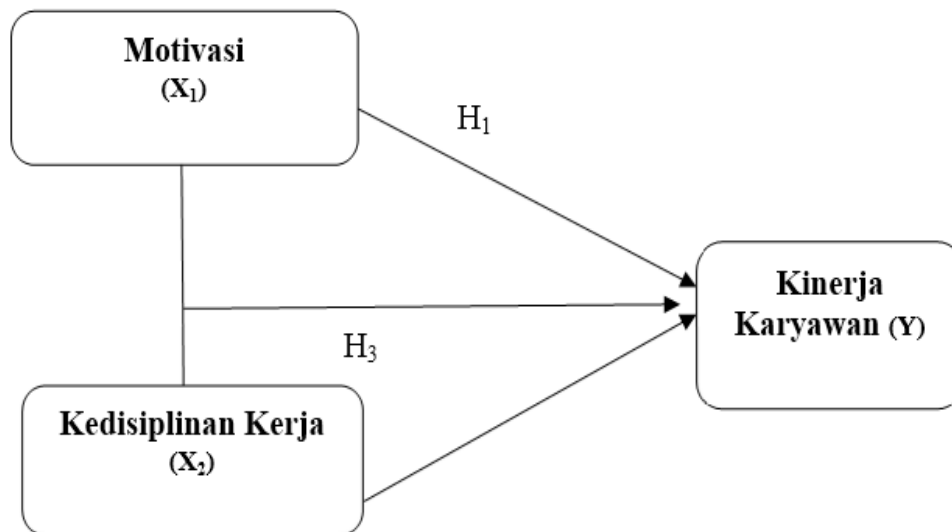 Motivasi
(X₁)
H₁
Kinerja
Karyawan (Y)
H₃
Kedisiplinan Kerja
(X₂)